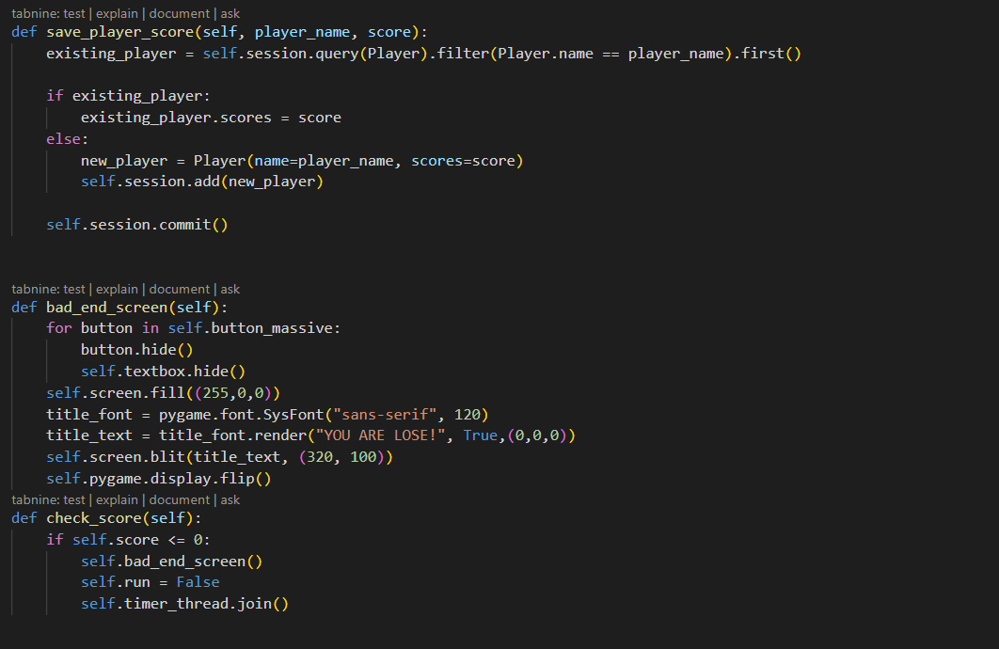 tabnine: test | explain | document | ask
def save_player_score(self, player_name, score):
    existing_player = self.session.query(Player).filter(Player.name == player_name).first()
    if existing_player:
        existing_player.scores = score
    else:
        new_player = Player(name=player_name, scores=score)
        self.session.add(new_player)
    self.session.commit()
tabnine: test | explain | document | ask
def bad_end_screen(self):
    for button in self.button_massive:
        button.hide()
        self.textbox.hide()
    self.screen.fill((255,0,0))
    title_font = pygame.font.SysFont("sans-serif", 120)
    title_text = title_font.render("YOU ARE LOSE!", True,(0,0,0))
    self.screen.blit(title_text, (320, 100))
    self.pygame.display.flip()
tabnine: test | explain | document | ask
def check_score(self):
    if self.score <= 0:
        self.bad_end_screen()
        self.run = False
        self.timer_thread.join()